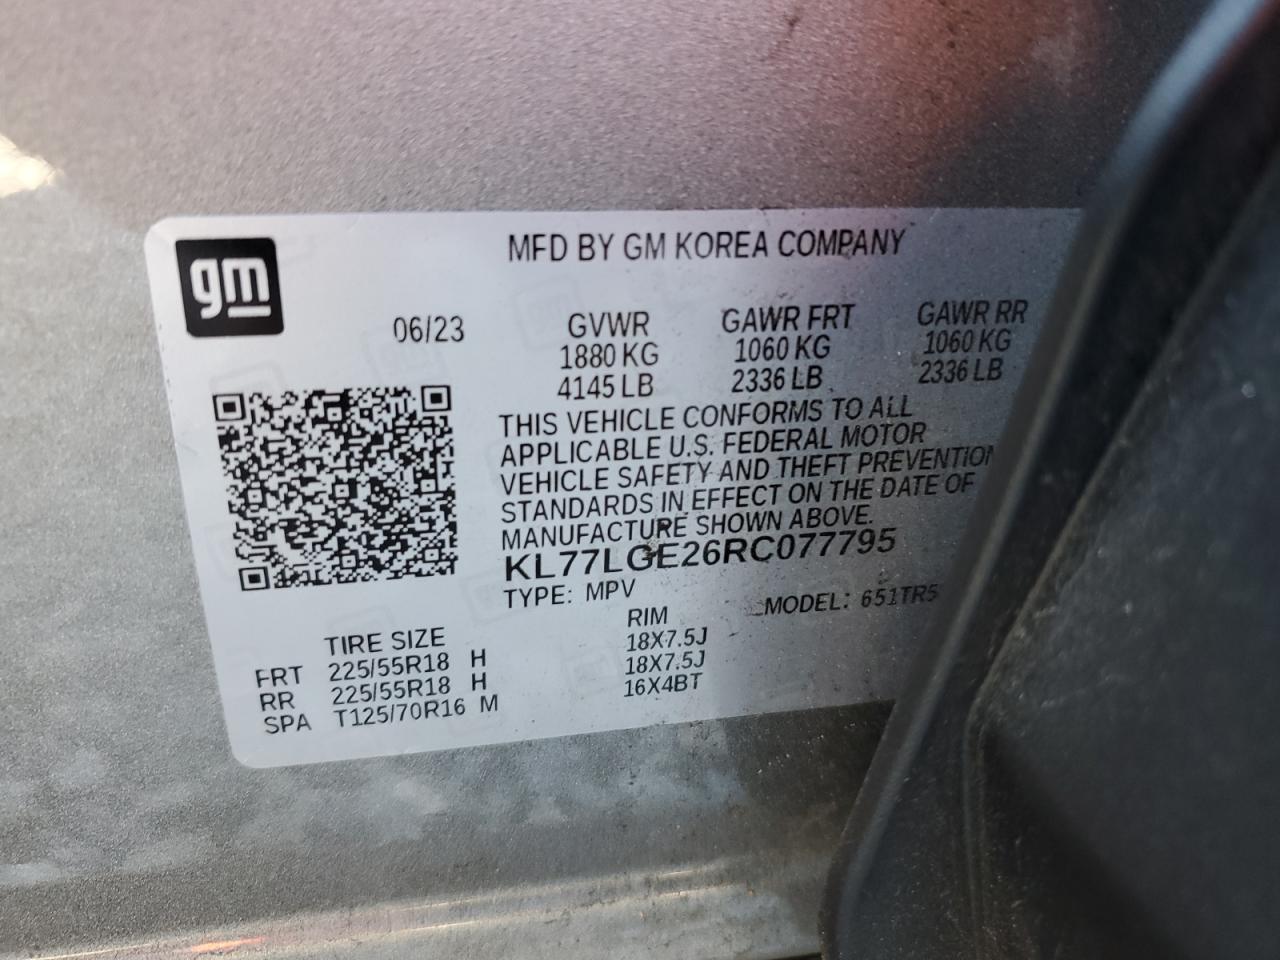 gm
MFD BY GM KOREA COMPANY
06/23
GVWR GAWR FRT GAWR RR
1880 KG 1060 KG 1060 KG
4145 LB 2336 LB 2336 LB
THIS VEHICLE CONFORMS TO ALL
APPLICABLE U.S. FEDERAL MOTOR
VEHICLE SAFETY AND THEFT PREVENTION
STANDARDS IN EFFECT ON THE DATE OF
MANUFACTURE SHOWN ABOVE.
KL77LGE26RC077795
TYPE: MPV MODEL: 651TR5
TIRE SIZE RIM
FRT 225/55R18 H 18X7.5J
RR 225/55R18 H 18X7.5J
SPA T125/70R16 M 16X4BT